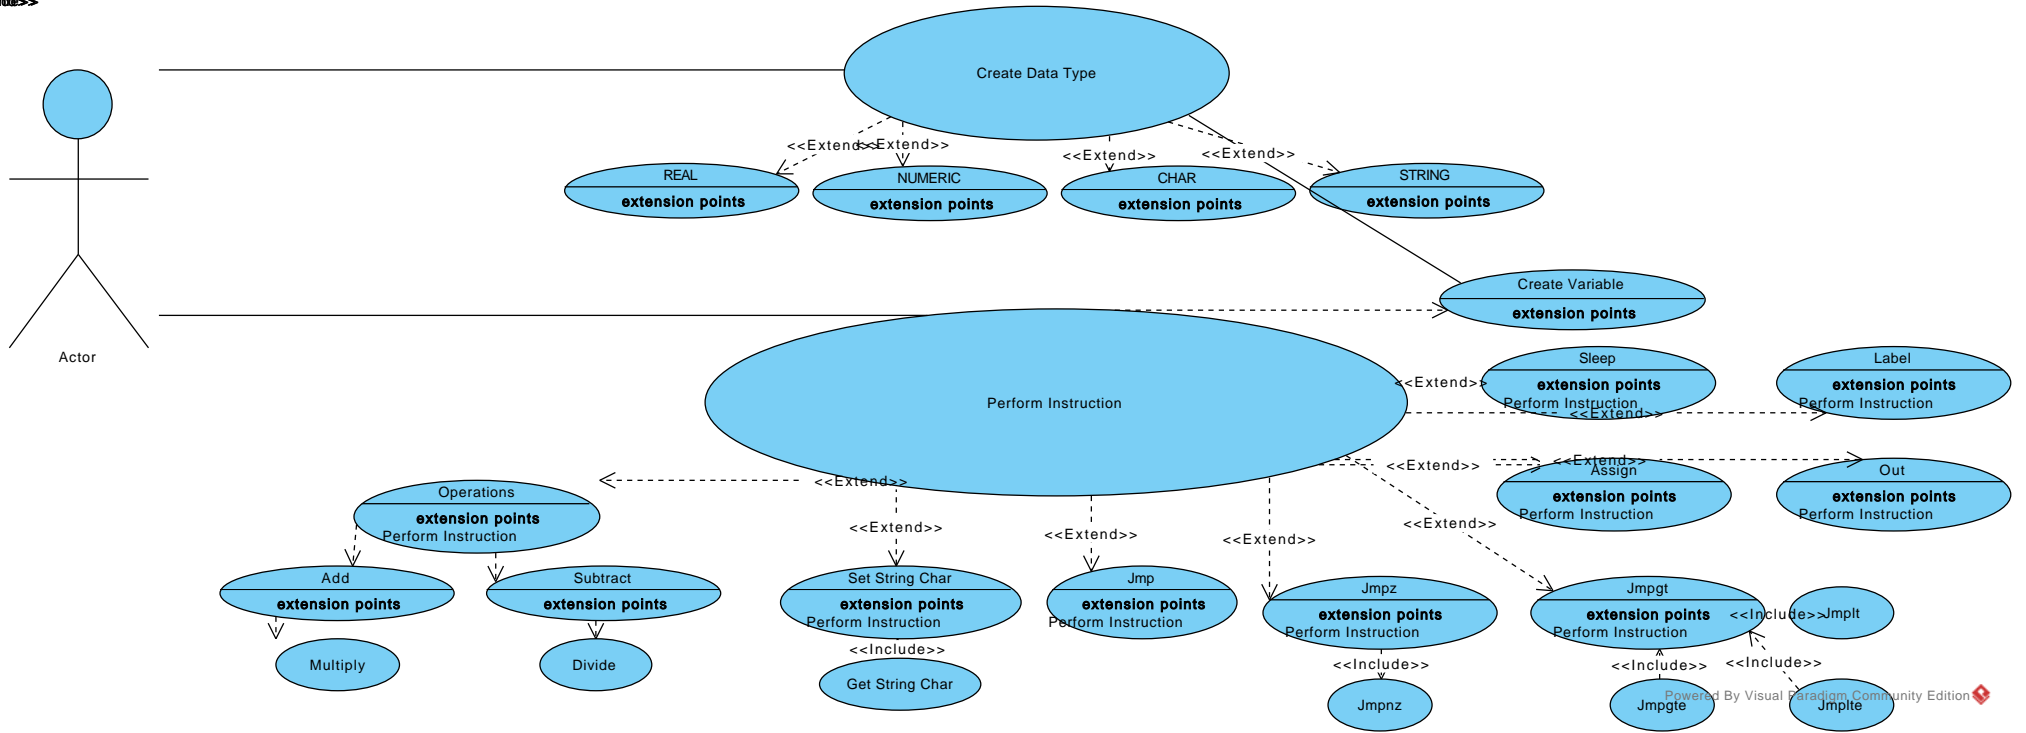 Create Data Type
<<Extend>>
<<Extend>>
<<Extend>>
<<Extend>>
REAL
extension points
NUMERIC
extension points
CHAR
extension points
STRING
extension points
Create Variable
extension points
Actor
Perform Instruction
<<Extend>>
Sleep
extension points
Perform Instruction
<<Extend>>
Label
extension points
Perform Instruction
<<Extend>>
<<Extend>>
Assign
extension points
Perform Instruction
Out
extension points
Perform Instruction
<<Extend>>
Operations
extension points
Perform Instruction
<<Extend>>
<<Extend>>
<<Extend>>
<<Extend>>
Add
extension points
Subtract
extension points
Set String Char
extension points
Perform Instruction
Jmp
extension points
Perform Instruction
Jmpz
extension points
Perform Instruction
Jmpgt
extension points
Perform Instruction
<<Include>>
Jmplt
Multiply
Divide
<<Include>>
Get String Char
<<Include>>
Jmpnz
<<Include>>
Jmpgte
<<Include>>
Jmplte
Powered By Visual Paradigm Community Edition